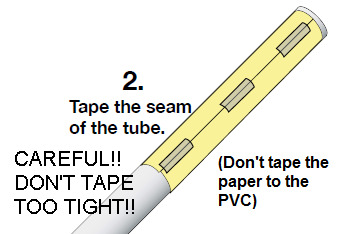 2.
Tape the seam
of the tube.
CAREFUL!!
DON'T TAPE
TOO TIGHT!!
(Don't tape the
paper to the
PVC)